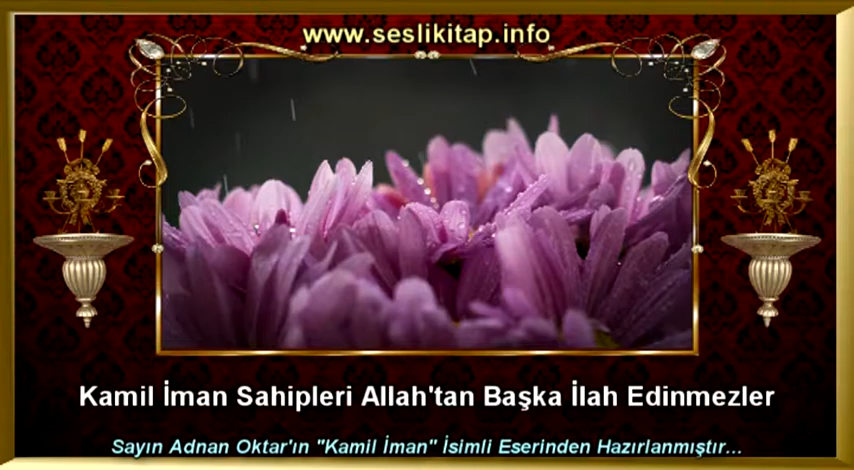 www.seslikitap.info
Kamil İman Sahipleri Allah'tan Başka İlah Edinmezler
Sayın Adnan Oktar'ın "Kamil İman" İsimli Eserinden Hazırlanmıştır...